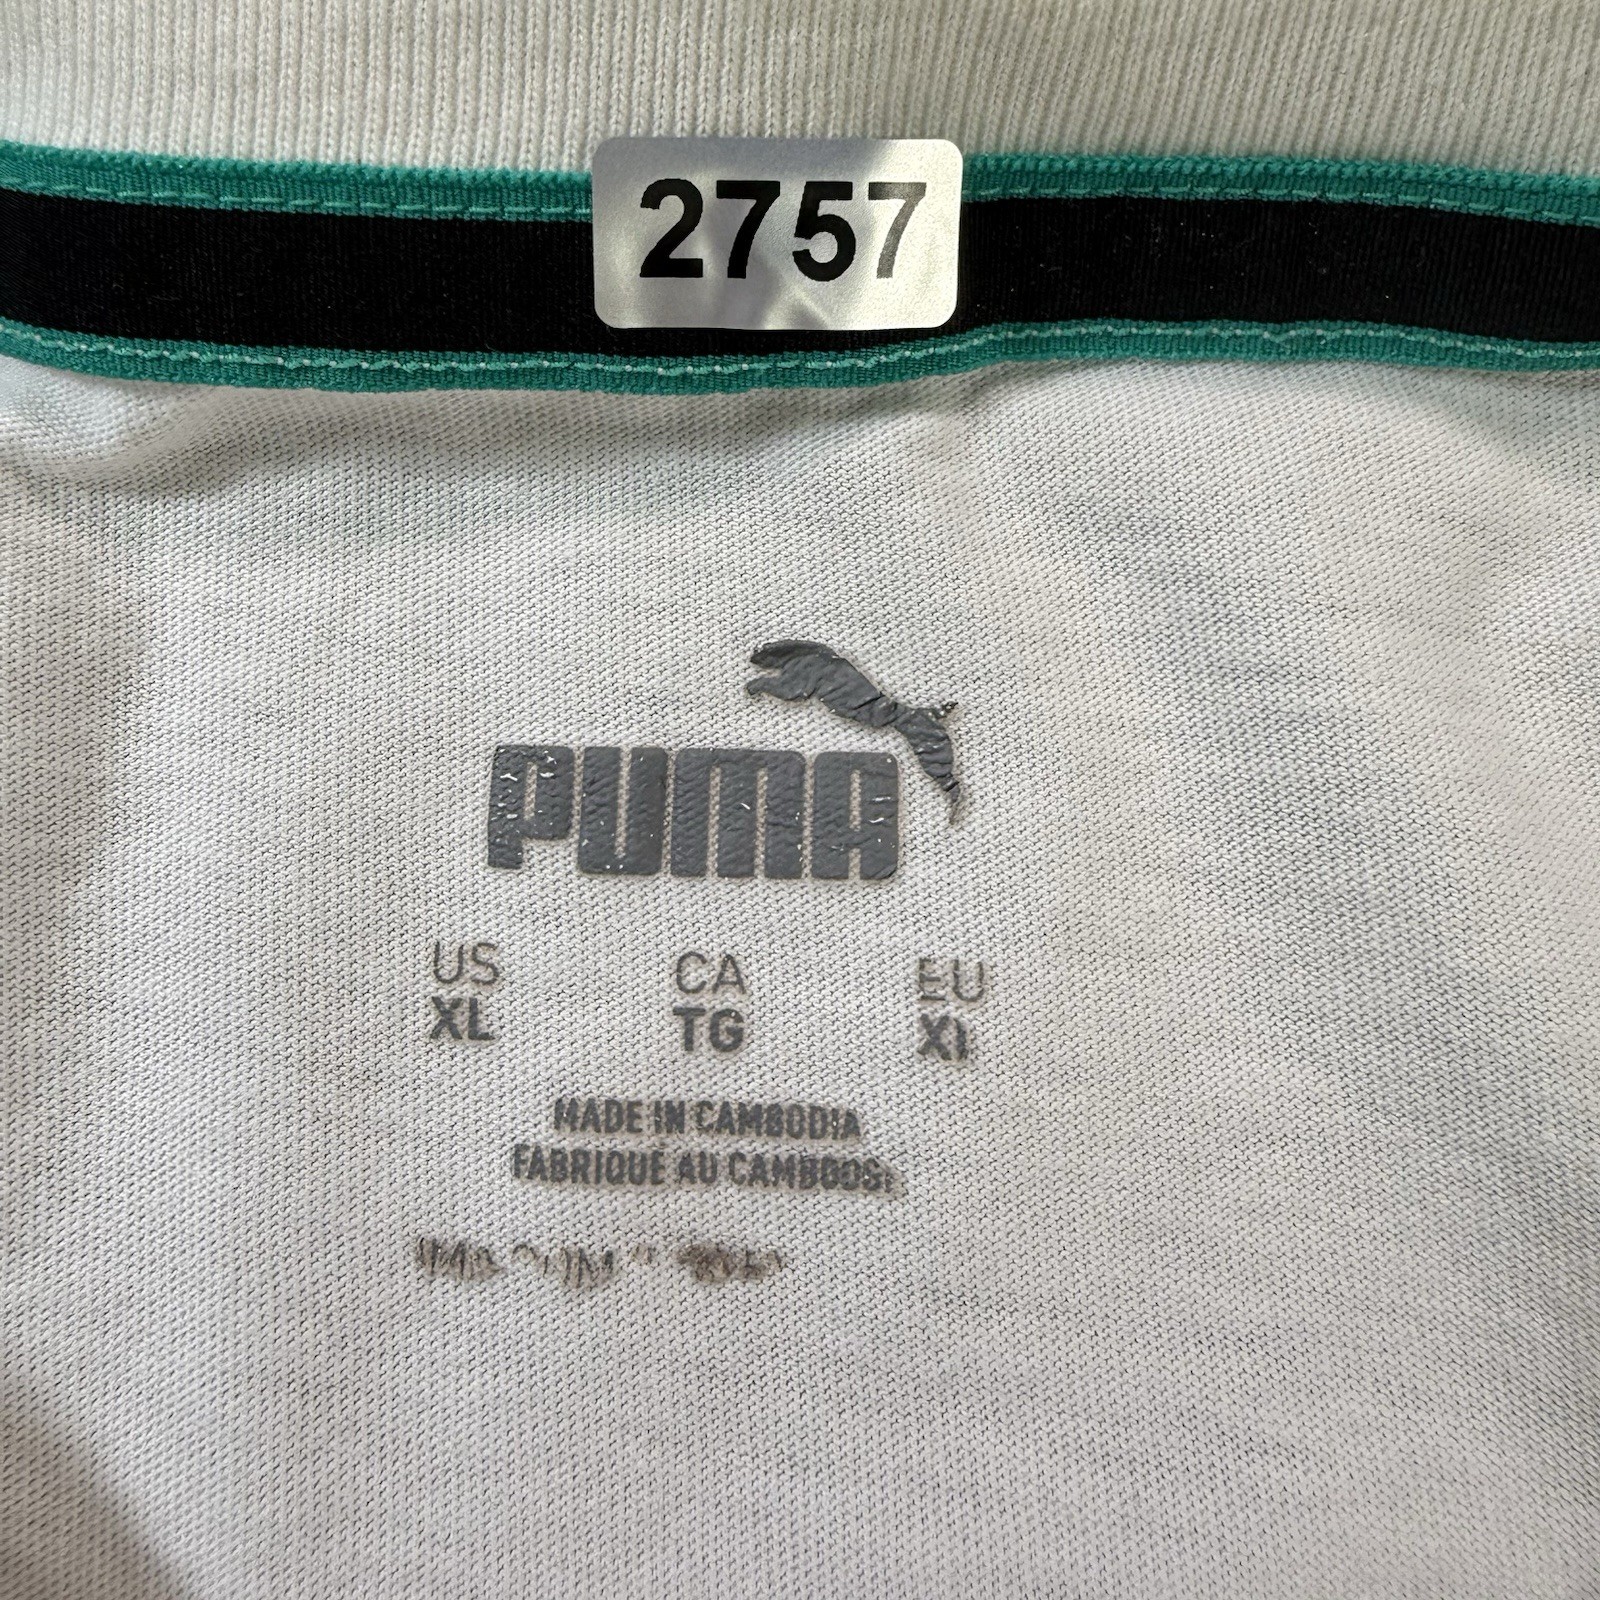 2757
PUMA
US CA EU
XL TG XL
MADE IN CAMBODIA
FABRIQUÉ AU CAMBODGE